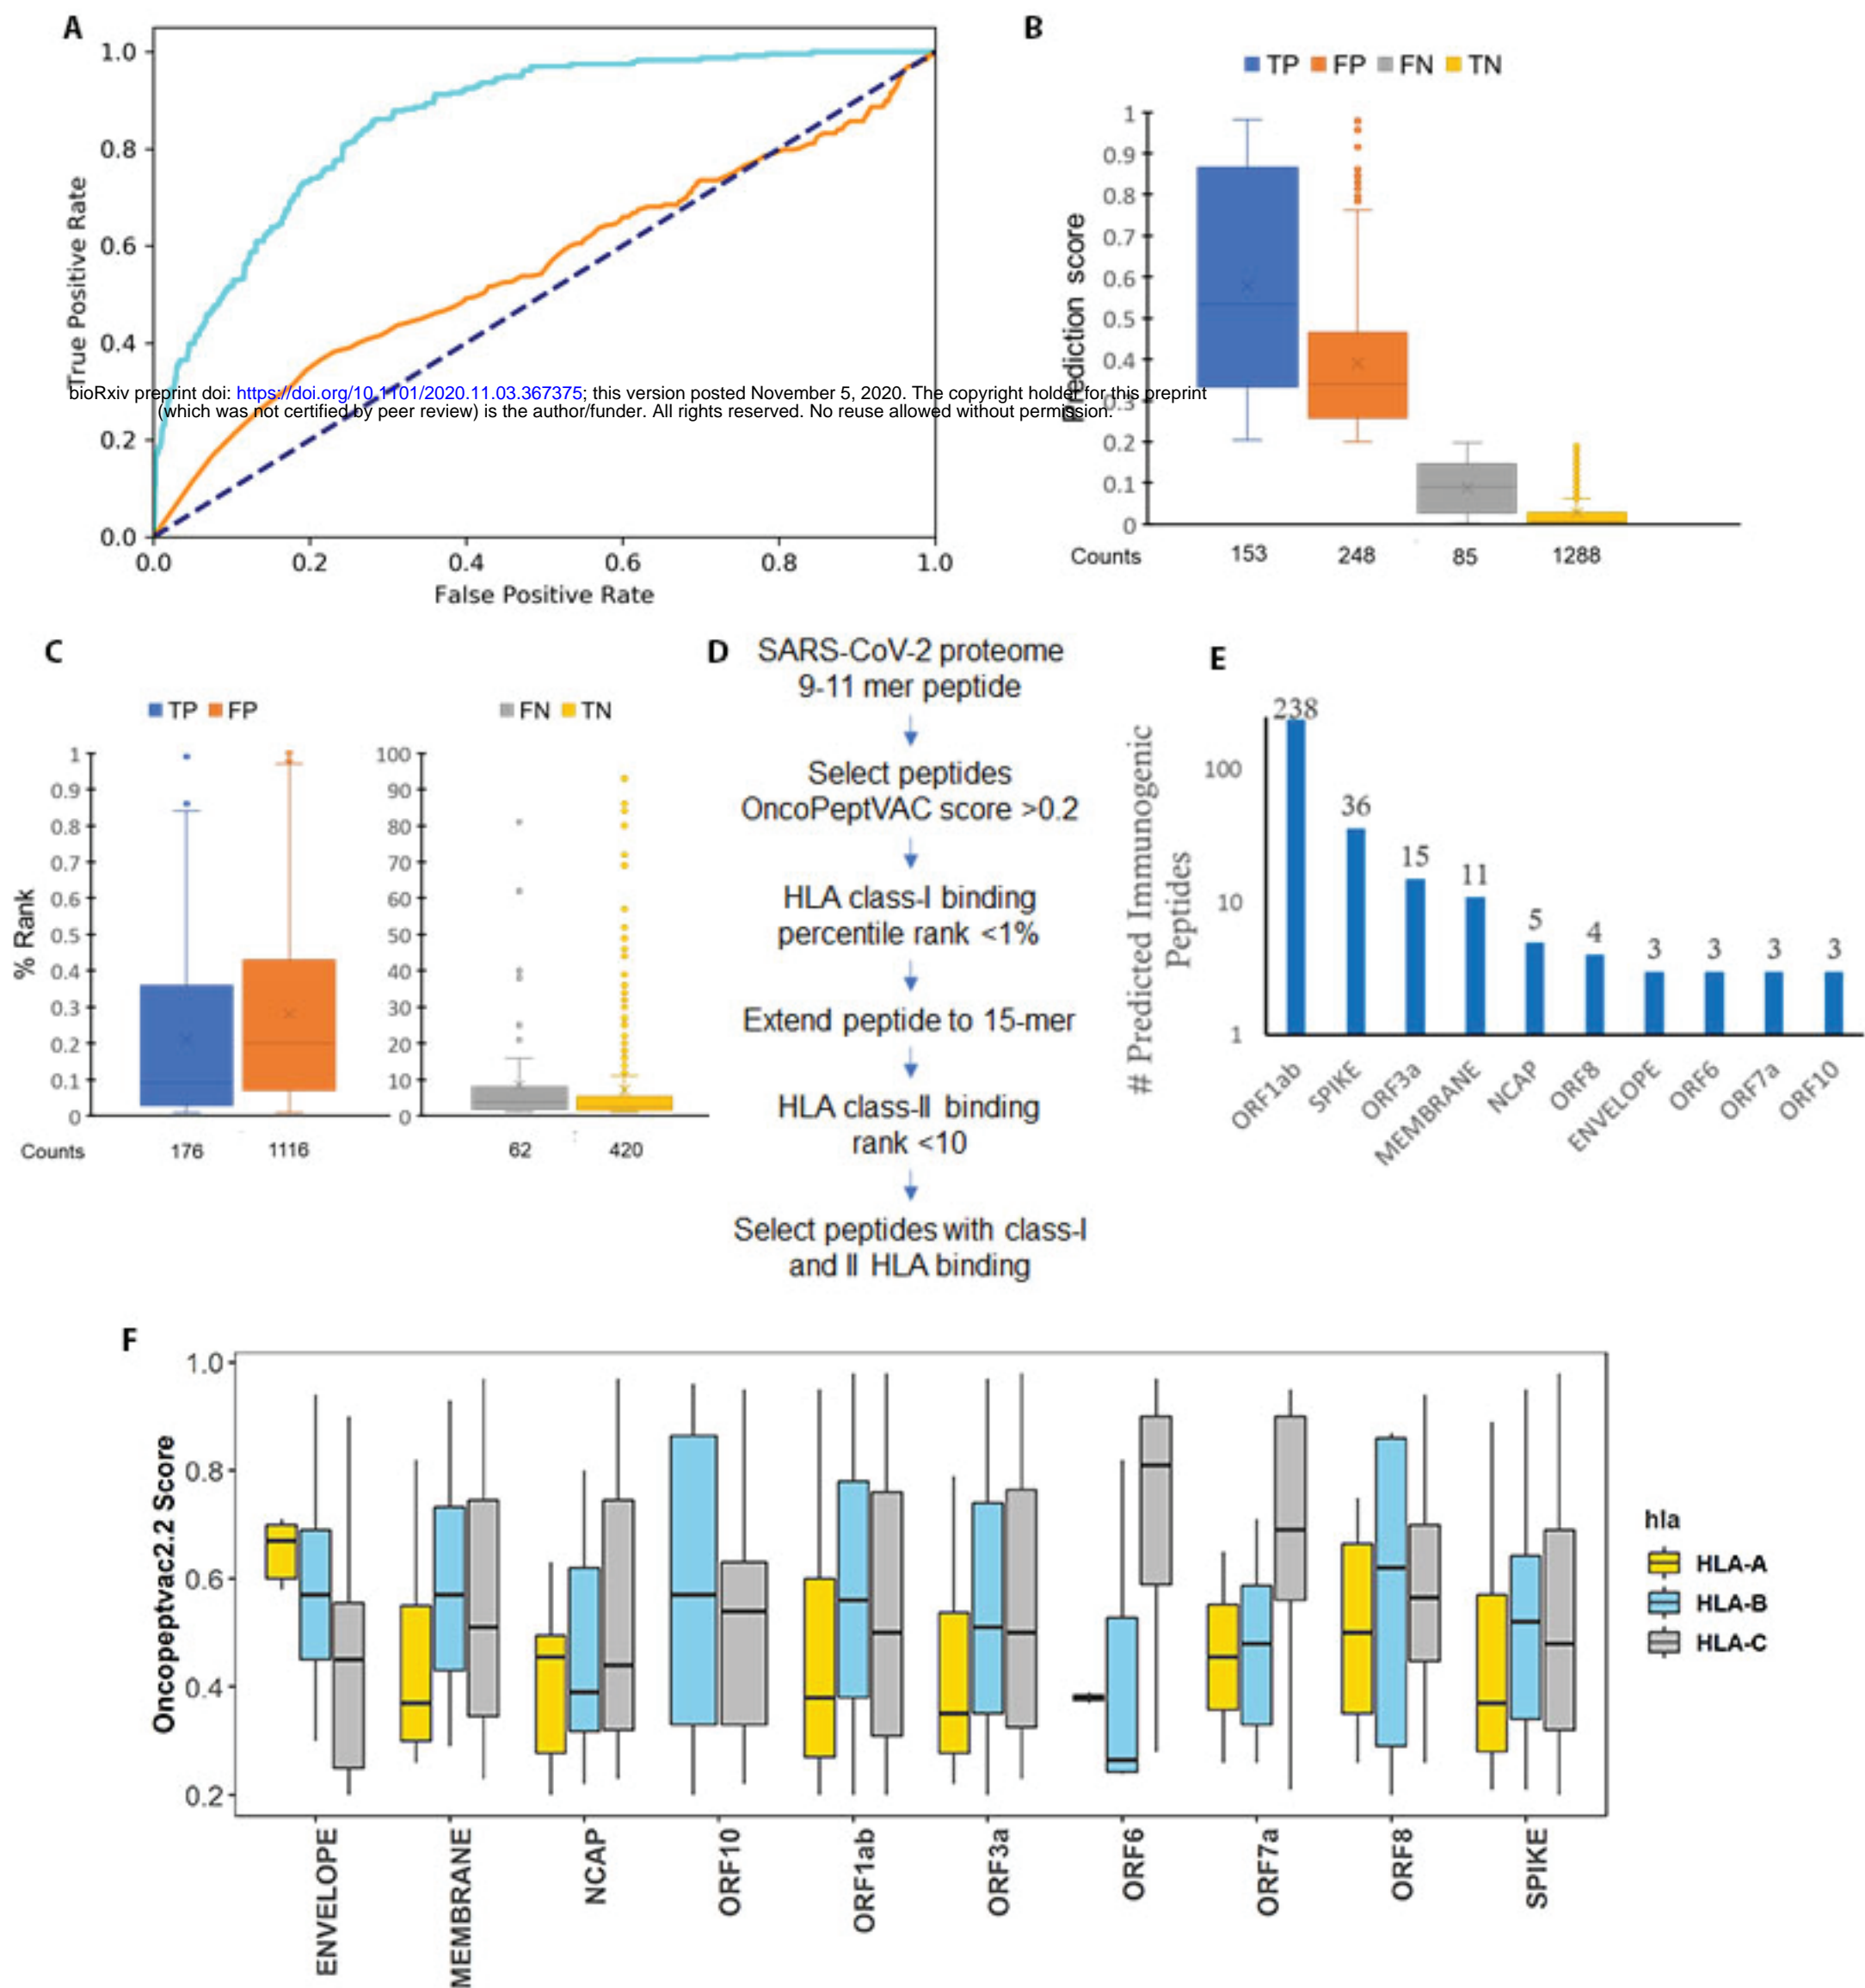 A
1.0
0.8
0.6
0.4
0.2
0.0
True Positive Rate
0.0 0.2 0.4 0.6 0.8 1.0
False Positive Rate
B
TP FP FN TN
1
0.9
0.8
0.7
0.6
0.5
0.4
0.3
0.2
0.1
0
Prediction score
Counts 153 248 85 1288
bioRxiv preprint doi: https://doi.org/10.1101/2020.11.03.367375; this version posted November 5, 2020. The copyright holder for this preprint
(which was not certified by peer review) is the author/funder. All rights reserved. No reuse allowed without permission.
C
TP FP
FN TN
% Rank
1
0.9
0.8
0.7
0.6
0.5
0.4
0.3
0.2
0.1
0
100
90
80
70
60
50
40
30
20
10
0
Counts 176 1116 62 420
D
SARS-CoV-2 proteome
9-11 mer peptide
Select peptides
OncoPeptVAC score >0.2
HLA class-I binding
percentile rank <1%
Extend peptide to 15-mer
HLA class-II binding
rank <10
Select peptides with class-I
and II HLA binding
E
# Predicted Immunogenic
Peptides
100
10
1
238
36
15
11
5
4
3
3
3
3
ORF1ab
SPIKE
ORF3a
MEMBRANE
NCAP
ORF8
ENVELOPE
ORF6
ORF7a
ORF10
F
Oncopeptvac2.2 Score
1.0
0.8
0.6
0.4
0.2
ENVELOPE
MEMBRANE
NCAP
ORF10
ORF1ab
ORF3a
ORF6
ORF7a
ORF8
SPIKE
hla
HLA-A
HLA-B
HLA-C